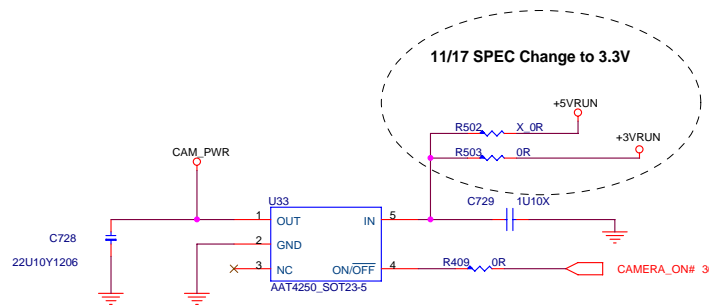 11/17 SPEC Change to 3.3V
+5VRUN
R502 X_0R
+3VRUN
R503 0R
CAM_PWR
U33
C729 1U10X
1 OUT IN 5
C728
2 GND
22U10Y1206
3 NC ON/OFF 4
R409 0R
CAMERA_ON# 3
AAT4250_SOT23-5